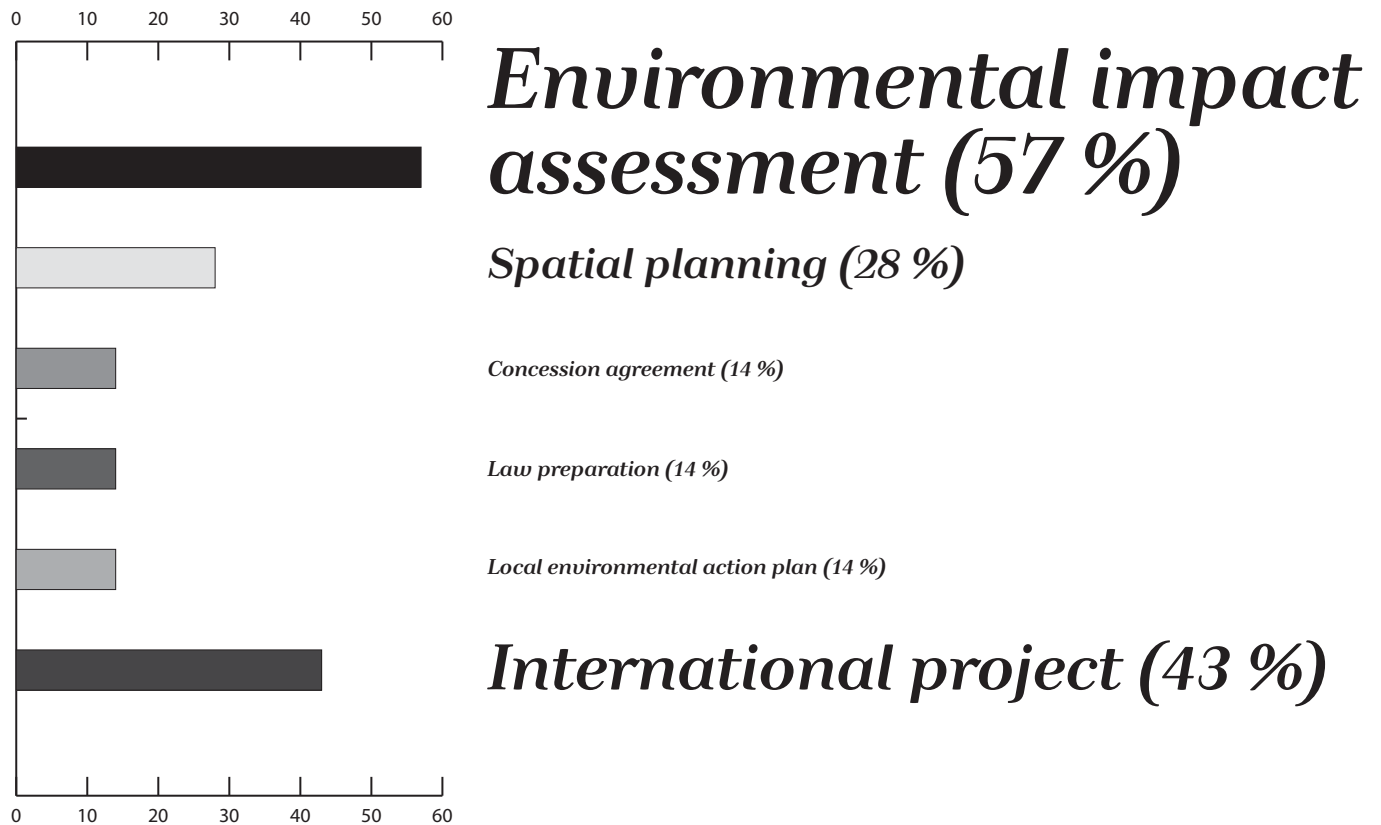 0 10 20 30 40 50 60
Environmental impact
assessment (57 %)
Spatial planning (28 %)
Concession agreement (14 %)
Law preparation (14 %)
Local environmental action plan (14 %)
International project (43 %)
0 10 20 30 40 50 60